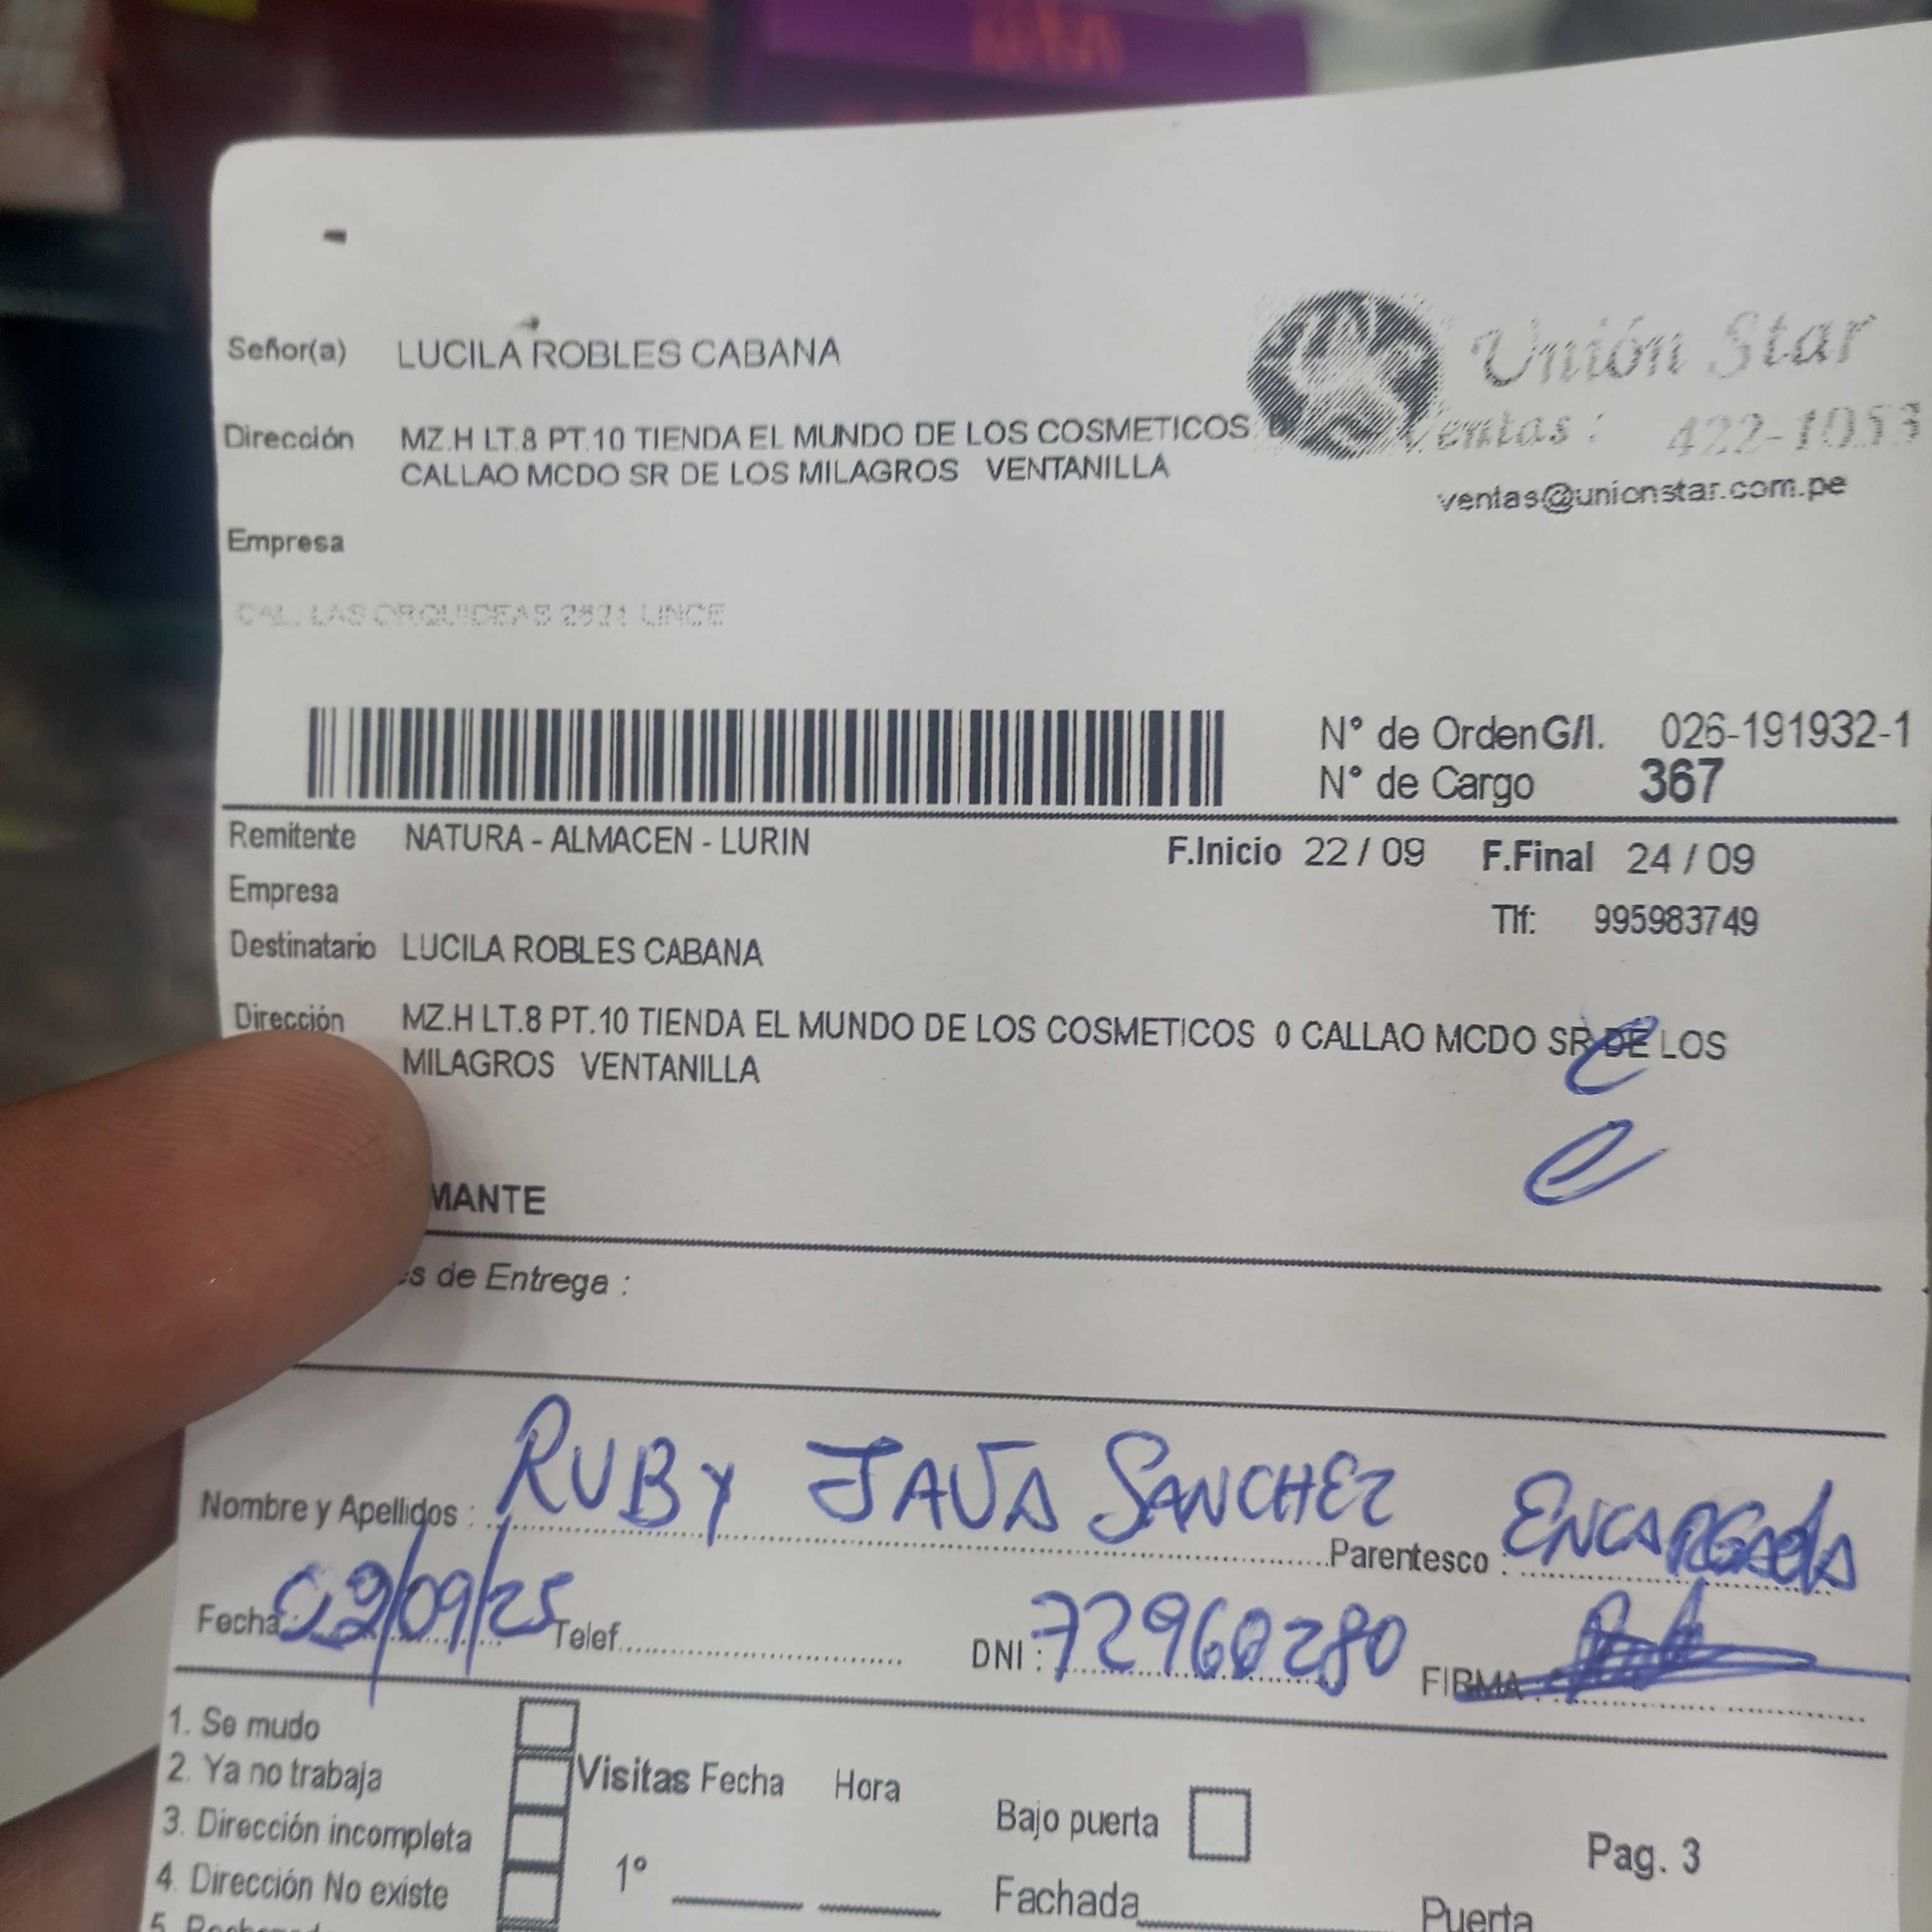 Señor(a) LUCILA ROBLES CABANA
Unión Star
Dirección MZ.H LT.8 PT.10 TIENDA EL MUNDO DE LOS COSMETICOS
Ventas: 422-1053
CALLAO MCDO SR DE LOS MILAGROS VENTANILLA
ventas@unionstar.com.pe
Empresa
CAL. LAS ORQUIDEAS LINCE
N° de Orden G/I. 026-191932-1
N° de Cargo 367
Remitente NATURA - ALMACEN - LURIN F.Inicio 22 / 09 F.Final 24 / 09
Empresa
Tlf: 995983749
Destinatario LUCILA ROBLES CABANA
Dirección MZ.H LT.8 PT.10 TIENDA EL MUNDO DE LOS COSMETICOS 0 CALLAO MCDO SR DE LOS
MILAGROS VENTANILLA
MANTE
s de Entrega :
Nombre y Apellidos : RUBY JAVA SANCHEZ Parentesco : ENCARGADA
Fecha: /09/25 Telef. DNI : 72960280 FIRMA :
1. Se mudo
2. Ya no trabaja Visitas Fecha Hora
3. Dirección incompleta Bajo puerta
4. Dirección No existe 1° Pag. 3
Fachada Puerta
5.